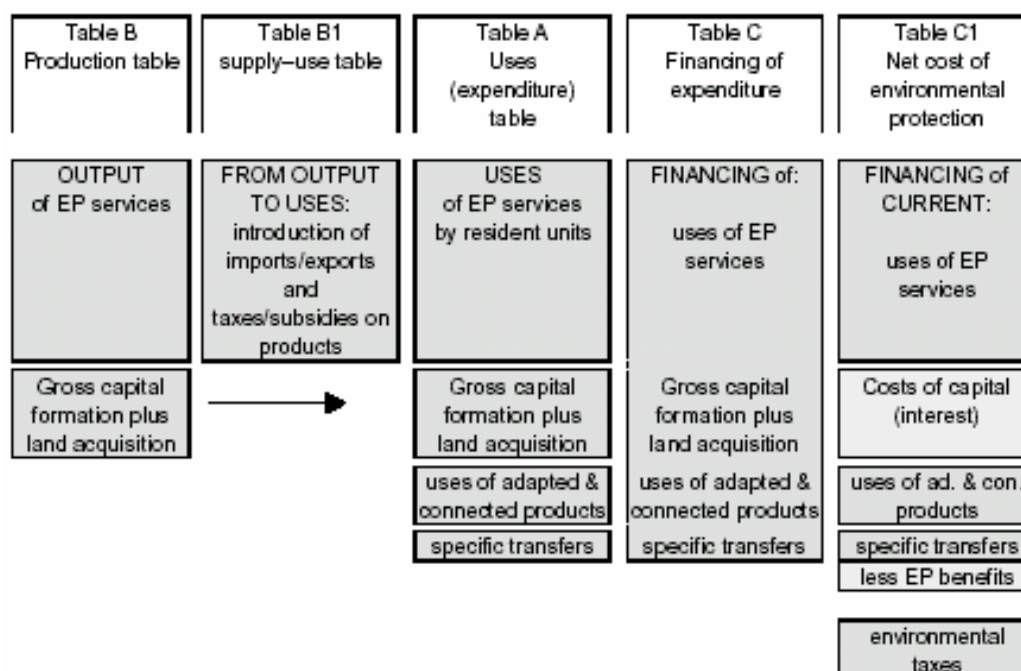 Table B
Production table
Table B1
supply–use table
Table A
Uses
(expenditure)
table
Table C
Financing of
expenditure
Table C1
Net cost of
environmental
protection
OUTPUT
of EP services
FROM OUTPUT
TO USES:
introduction of
imports/exports
and
taxes/subsidies on
products
USES
of EP services
by resident units
FINANCING of:
uses of EP
services
FINANCING of
CURRENT:
uses of EP
services
Gross capital
formation plus
land acquisition
Gross capital
formation plus
land acquisition
Gross capital
formation plus
land acquisition
Costs of capital
(interest)
uses of adapted &
connected products
uses of adapted &
connected products
uses of ad. & con.
products
specific transfers
specific transfers
specific transfers
less EP benefits
environmental
taxes